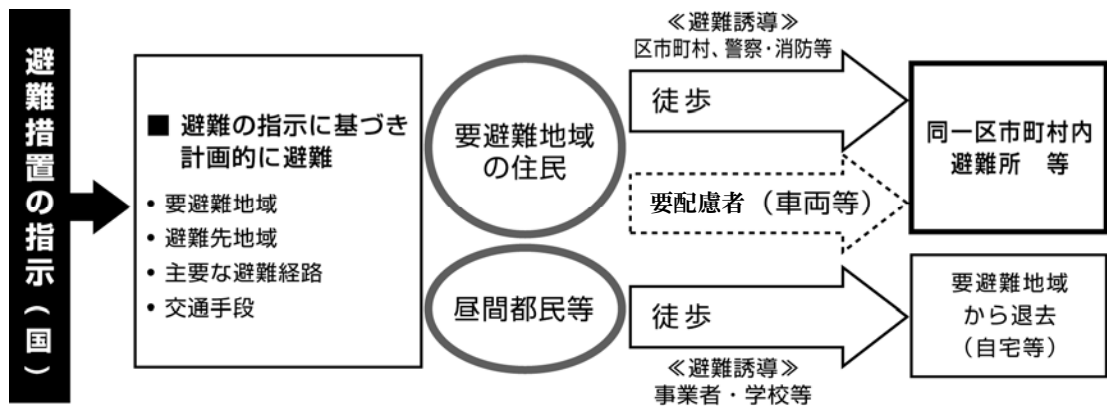 避難措置の指示(国)
■ 避難の指示に基づき
計画的に避難
• 要避難地域
• 避難先地域
• 主要な避難経路
• 交通手段
要避難地域
の住民
昼間都民等
≪避難誘導≫
区市町村、警察・消防等
徒歩
要配慮者(車両等)
徒歩
≪避難誘導≫
事業者・学校等
同一区市町村内
避難所 等
要避難地域
から退去
(自宅等)